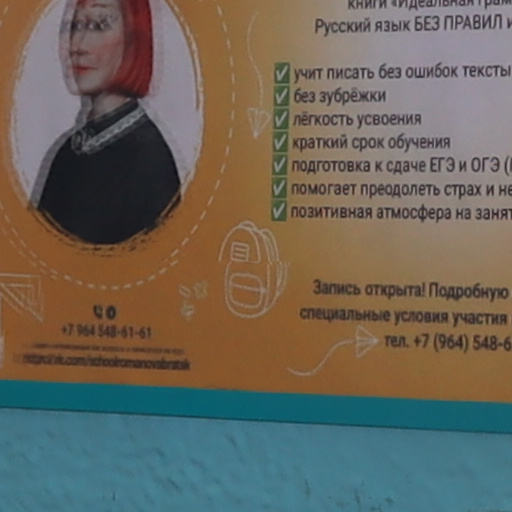 книги «Идеальная грам
Русский язык БЕЗ ПРАВИЛ и
учит писать без ошибок тексты
без зубрёжки
лёгкость усвоения
краткий срок обучения
подготовка к сдаче ЕГЭ и ОГЭ (
помогает преодолеть страх и не
позитивная атмосфера на занят
Запись открыта! Подробную
специальные условия участия
тел. +7 (964) 548-6
+7 964 548-61-61